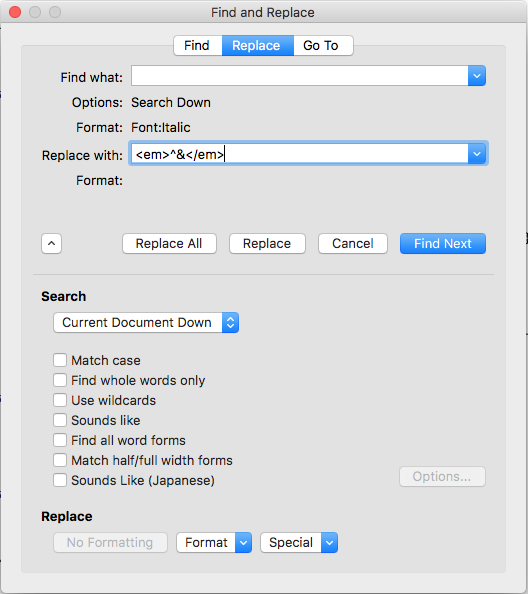 Find and Replace
Find Replace Go To
Find what:
Options: Search Down
Format: Font:Italic
Replace with: <em>^&</em>
Format:
Replace All Replace Cancel Find Next
Search
Current Document Down
Match case
Find whole words only
Use wildcards
Sounds like
Find all word forms
Match half/full width forms
Sounds Like (Japanese)
Options...
Replace
No Formatting Format Special